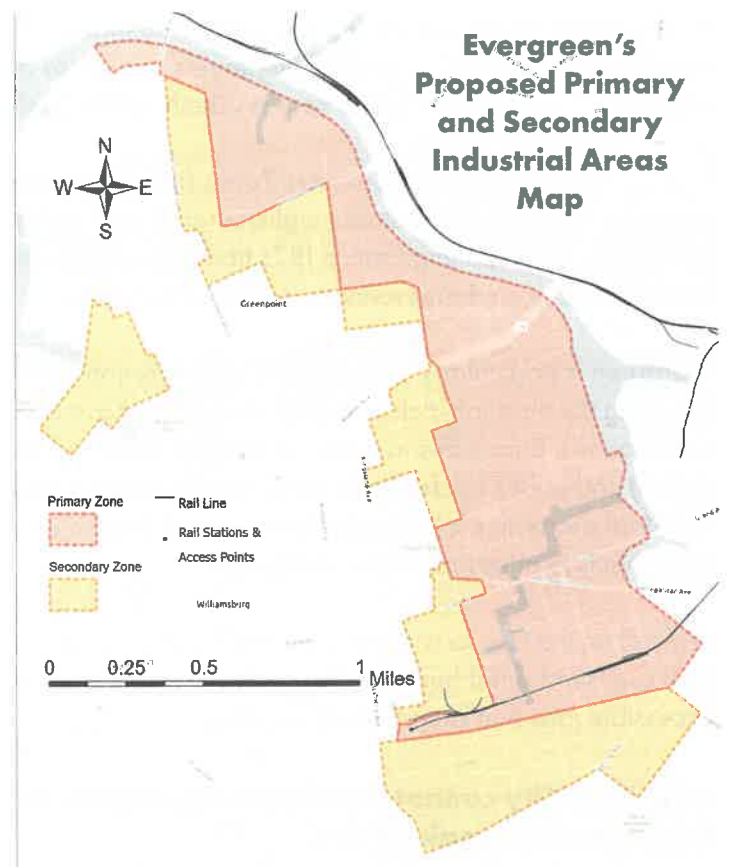 Evergreen's
Proposed Primary
and Secondary
Industrial Areas
Map
N
W E
S
Greenpoint
Primary Zone
Rail Line
Rail Stations &
Access Points
Secondary Zone
Williamsburg
0 0.25 0.5 1
Miles